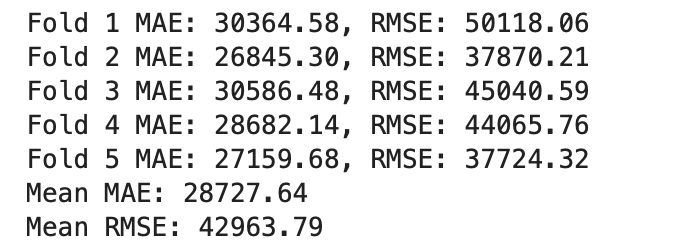 Fold 1 MAE: 30364.58, RMSE: 50118.06
Fold 2 MAE: 26845.30, RMSE: 37870.21
Fold 3 MAE: 30586.48, RMSE: 45040.59
Fold 4 MAE: 28682.14, RMSE: 44065.76
Fold 5 MAE: 27159.68, RMSE: 37724.32
Mean MAE: 28727.64
Mean RMSE: 42963.79